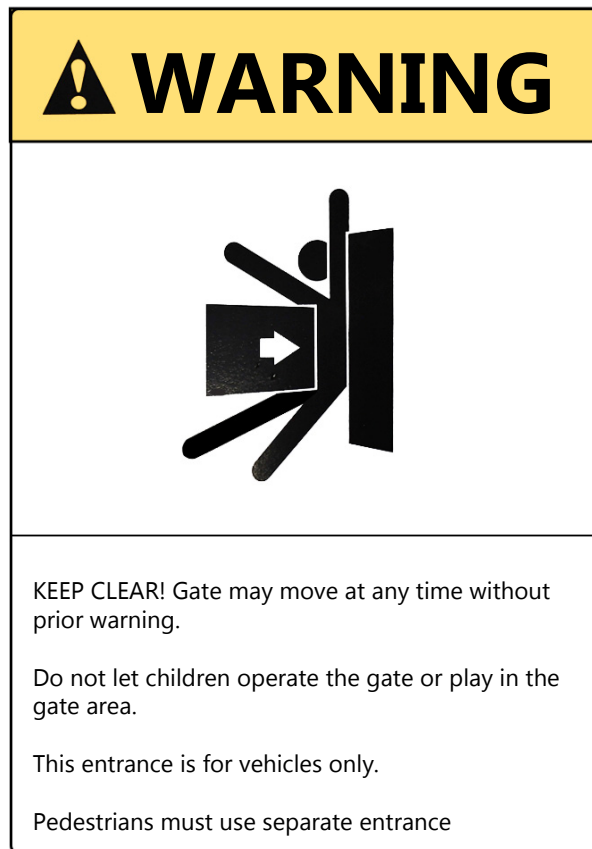 WARNING
KEEP CLEAR! Gate may move at any time without
prior warning.
Do not let children operate the gate or play in the
gate area.
This entrance is for vehicles only.
Pedestrians must use separate entrance